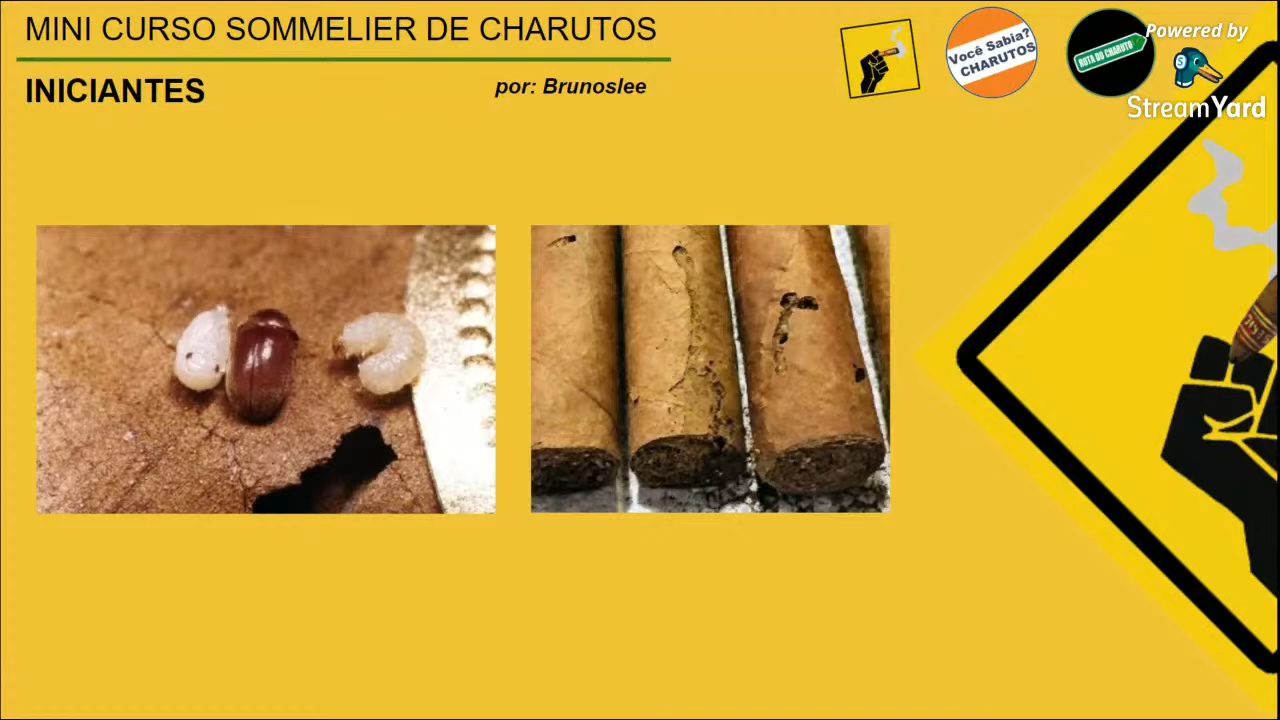 MINI CURSO SOMMELIER DE CHARUTOS
INICIANTES
por: Brunoslee
Você Sabia?
CHARUTOS
ROTA DO CHARUTO
Powered by
StreamYard